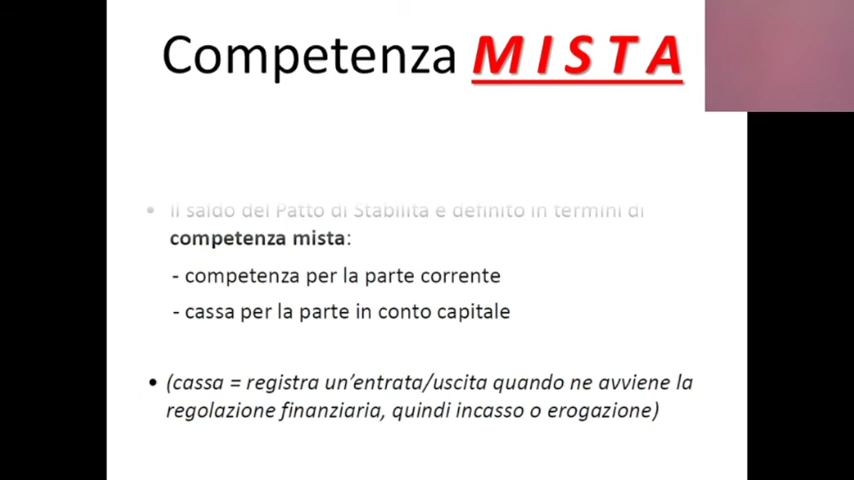 Competenza M I S T A
• Il saldo del Patto di Stabilità è definito in termini di
competenza mista:
- competenza per la parte corrente
- cassa per la parte in conto capitale
• (cassa = registra un'entrata/uscita quando ne avviene la
regolazione finanziaria, quindi incasso o erogazione)